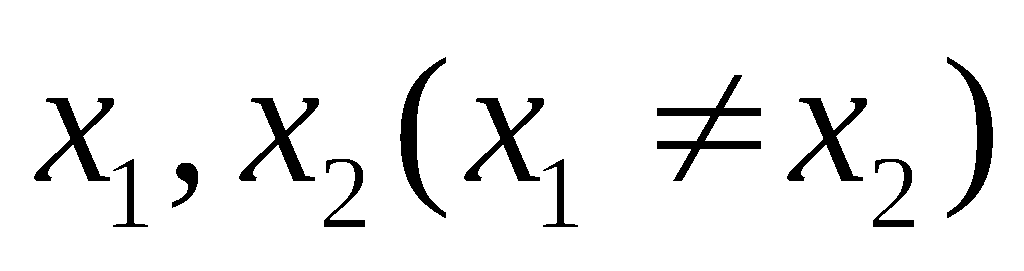 x₁, x₂ (x₁ ≠ x₂)